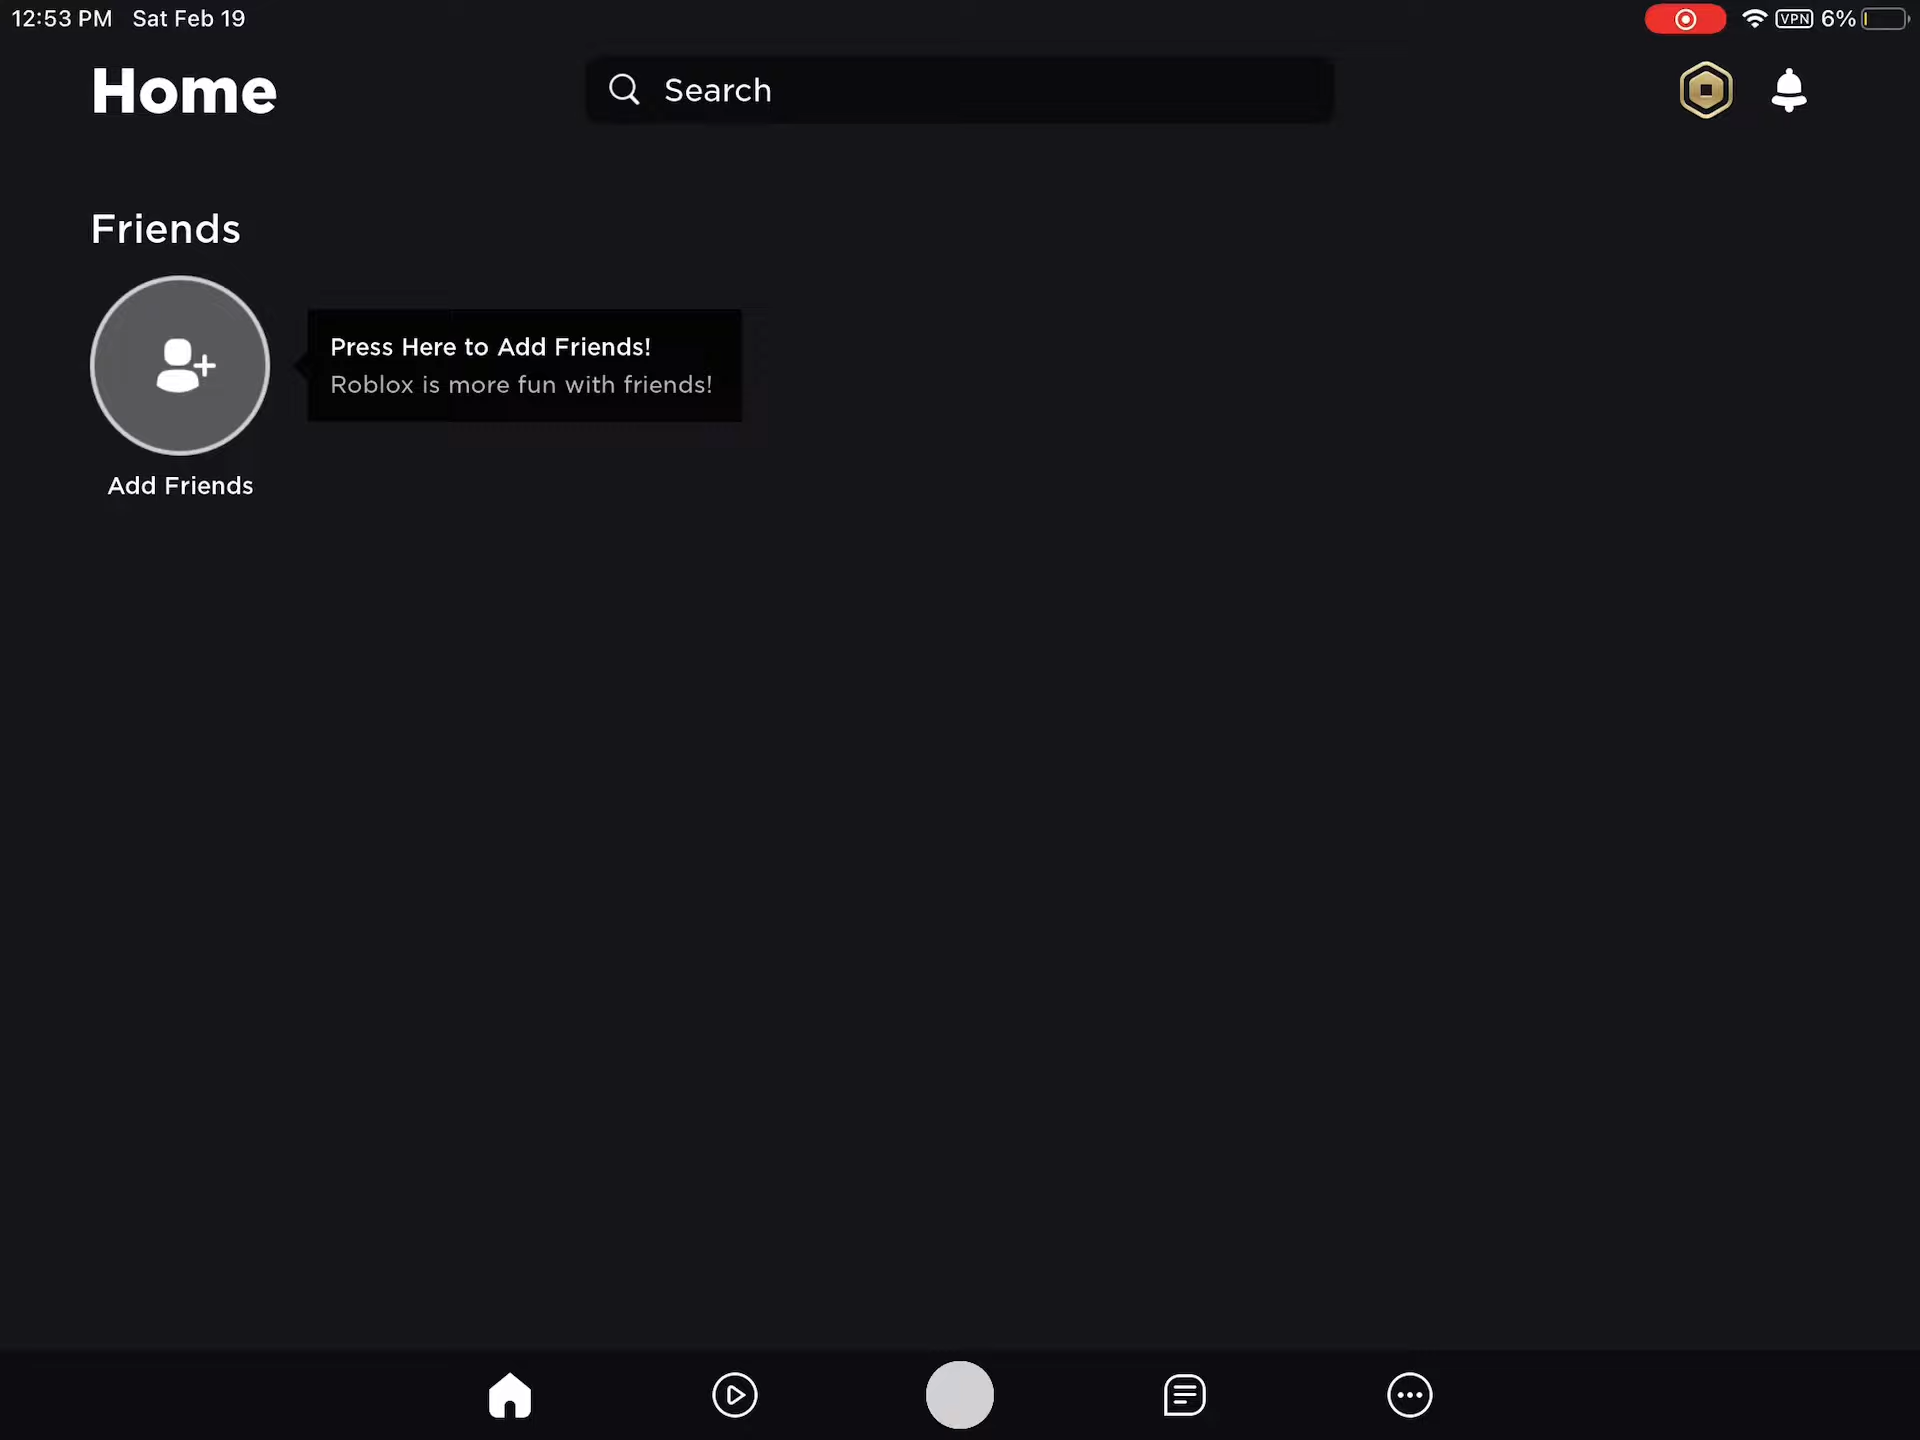 12:53 PM Sat Feb 19
VPN 6%
Home
Search
Friends
Press Here to Add Friends!
Roblox is more fun with friends!
Add Friends